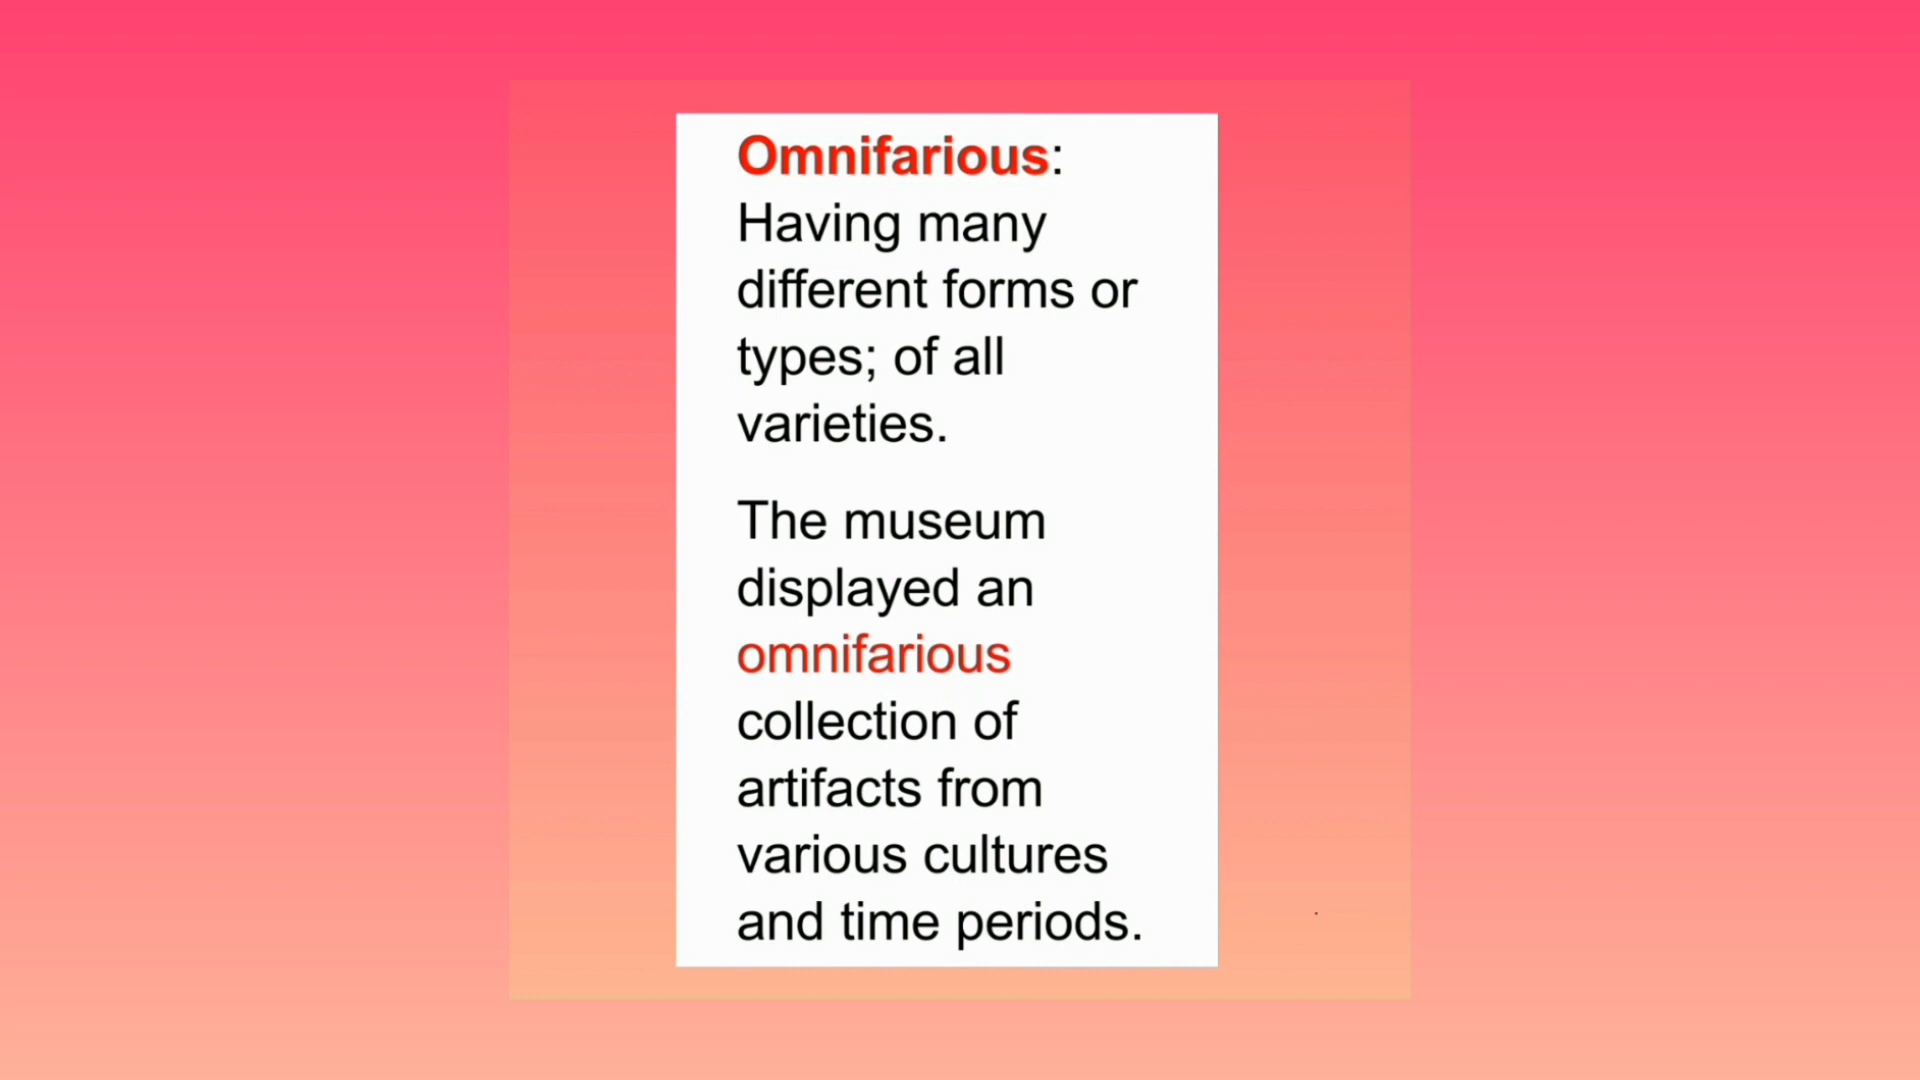 Omnifarious:
Having many
different forms or
types; of all
varieties.
The museum
displayed an
omnifarious
collection of
artifacts from
various cultures
and time periods.